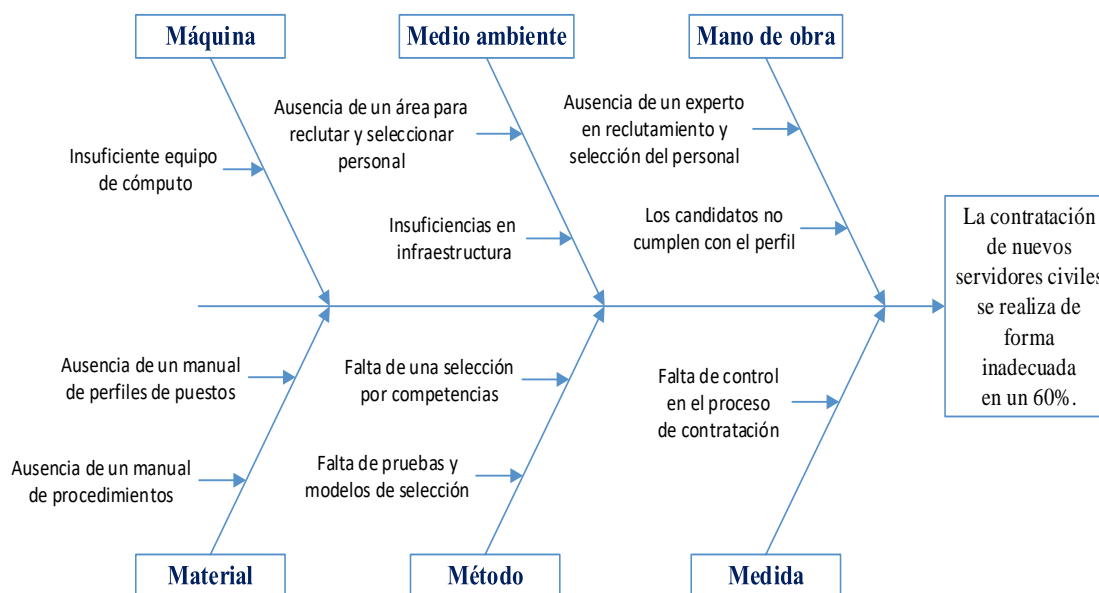 Máquina
Medio ambiente
Mano de obra
Insuficiente equipo
de cómputo
Ausencia de un área para
reclutar y seleccionar
personal
Insuficiencias en
infraestructura
Ausencia de un experto
en reclutamiento y
selección del personal
Los candidatos no
cumplen con el perfil
La contratación
de nuevos
servidores civiles
se realiza de
forma
inadecuada
en un 60%.
Ausencia de un manual
de perfiles de puestos
Ausencia de un manual
de procedimientos
Falta de una selección
por competencias
Falta de pruebas y
modelos de selección
Falta de control
en el proceso
de contratación
Material
Método
Medida